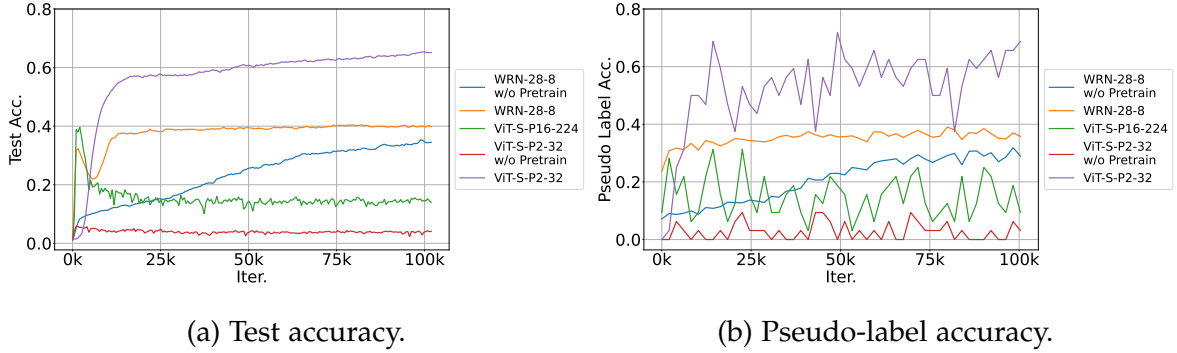 0.8
0.6
0.4
0.2
0.0
Test Acc.
0k
25k
50k
75k
100k
Iter.
WRN-28-8
w/o Pretrain
WRN-28-8
ViT-S-P16-224
ViT-S-P2-32
w/o Pretrain
ViT-S-P2-32
(a) Test accuracy.
0.8
0.6
0.4
0.2
0.0
Pseudo Label Acc.
0k
25k
50k
75k
100k
Iter.
WRN-28-8
w/o Pretrain
WRN-28-8
ViT-S-P16-224
ViT-S-P2-32
w/o Pretrain
ViT-S-P2-32
(b) Pseudo-label accuracy.